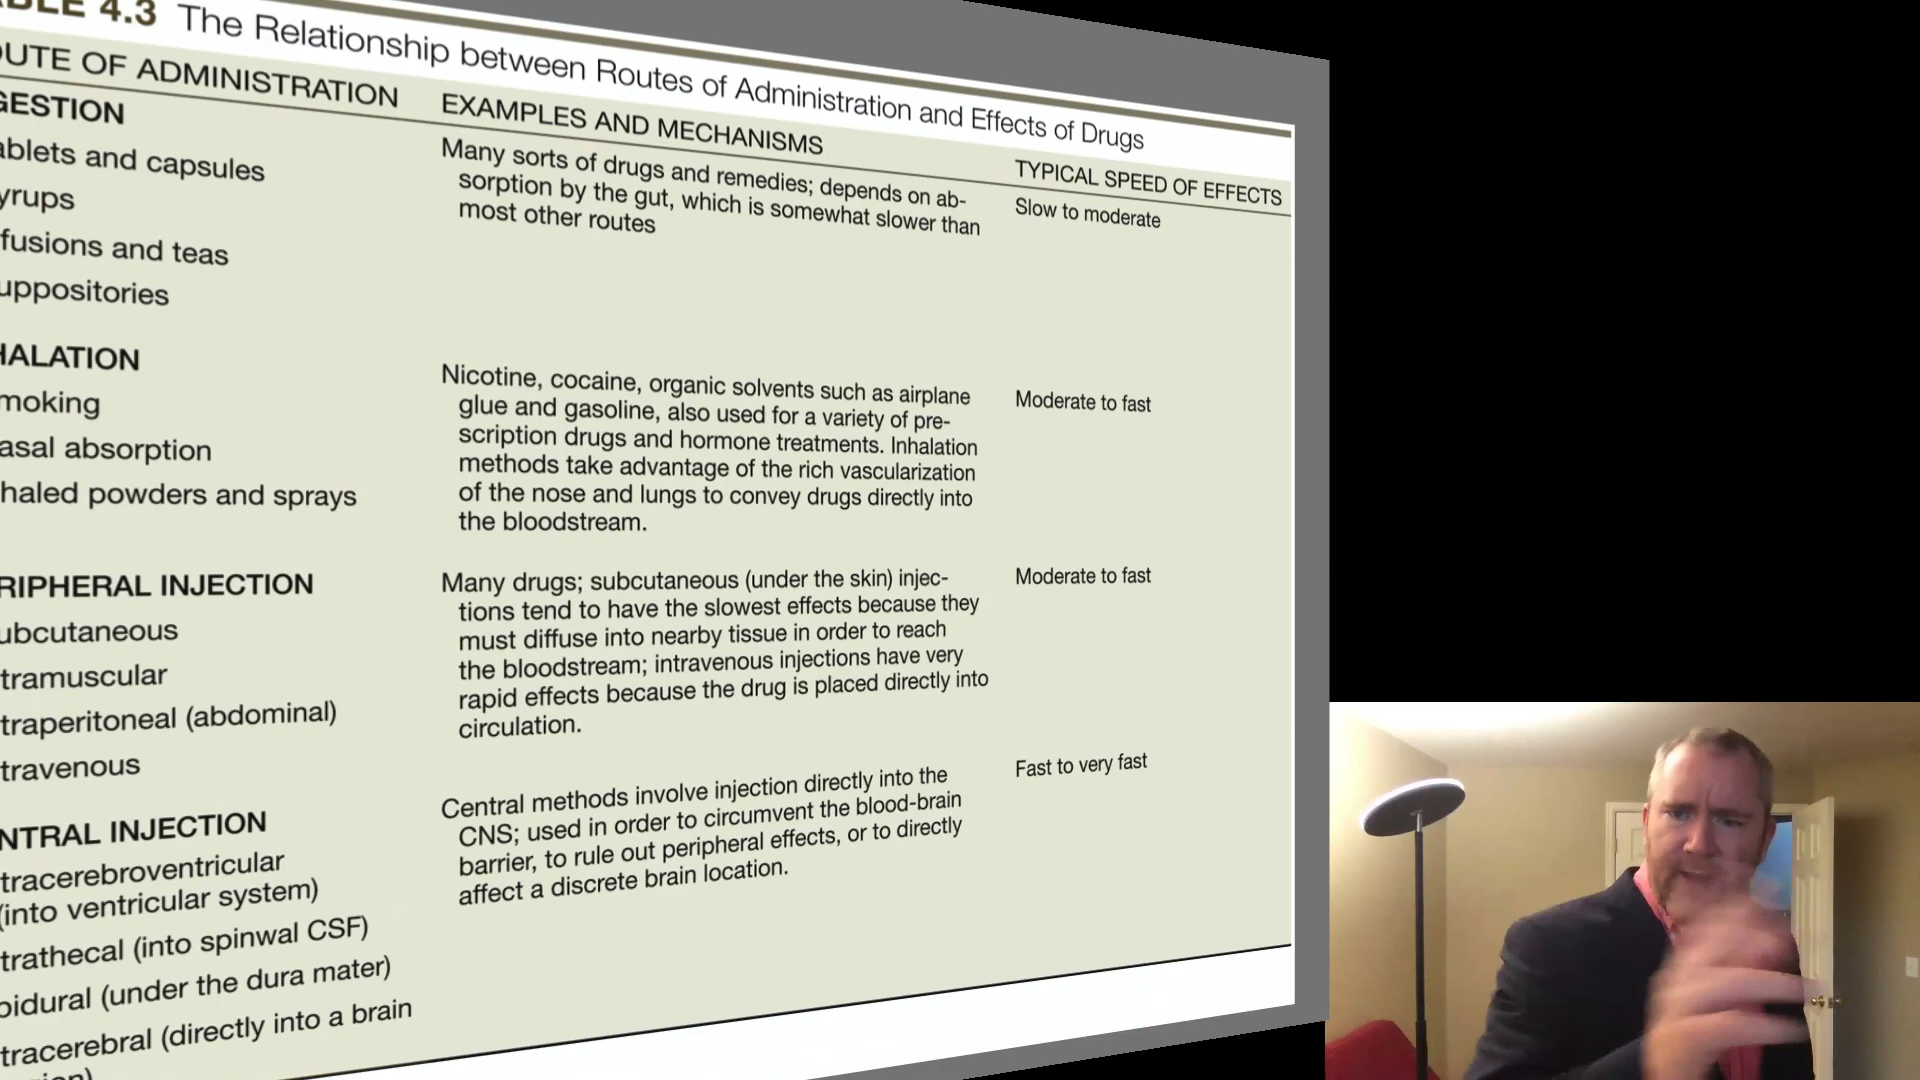 BLE 4.3 The Relationship between Routes of Administration and Effects of Drugs
OUTE OF ADMINISTRATION EXAMPLES AND MECHANISMS TYPICAL SPEED OF EFFECTS
GESTION
ablets and capsules
yrups
fusions and teas
uppositories
Many sorts of drugs and remedies; depends on ab-
sorption by the gut, which is somewhat slower than
most other routes
Slow to moderate
HALATION
moking
asal absorption
haled powders and sprays
Nicotine, cocaine, organic solvents such as airplane
glue and gasoline, also used for a variety of pre-
scription drugs and hormone treatments. Inhalation
methods take advantage of the rich vascularization
of the nose and lungs to convey drugs directly into
the bloodstream.
Moderate to fast
RIPHERAL INJECTION
ubcutaneous
tramuscular
traperitoneal (abdominal)
travenous
Many drugs; subcutaneous (under the skin) injec-
tions tend to have the slowest effects because they
must diffuse into nearby tissue in order to reach
the bloodstream; intravenous injections have very
rapid effects because the drug is placed directly into
circulation.
Moderate to fast
NTRAL INJECTION
tracerebroventricular
(into ventricular system)
trathecal (into spinwal CSF)
pidural (under the dura mater)
tracerebral (directly into a brain
Central methods involve injection directly into the
CNS; used in order to circumvent the blood-brain
barrier, to rule out peripheral effects, or to directly
affect a discrete brain location.
Fast to very fast